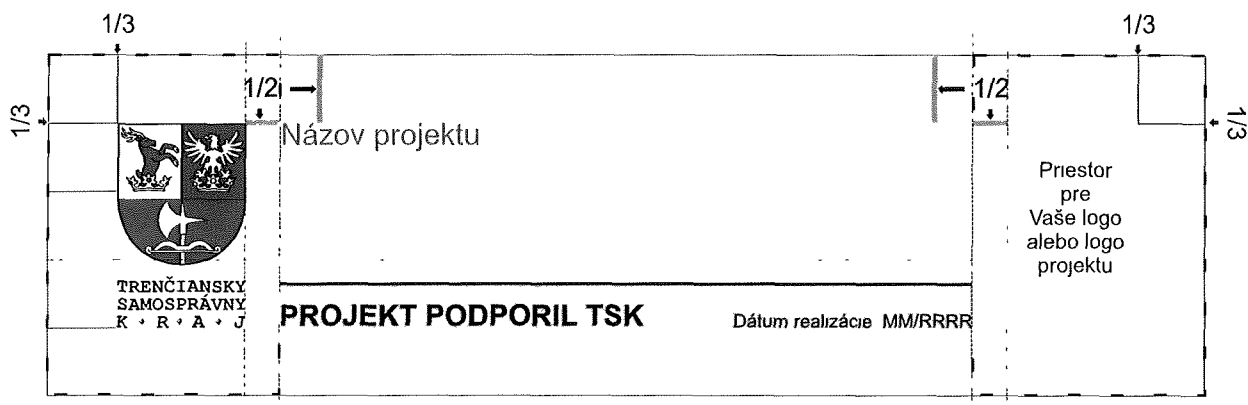 1/3
1/3
1/2
1/2
1/3
1/3
Názov projektu
Priestor
pre
Vaše logo
alebo logo
projektu
TRENČIANSKY
SAMOSPRÁVNY
K · R · A · J
PROJEKT PODPORIL TSK
Dátum realizácie MM/RRRR